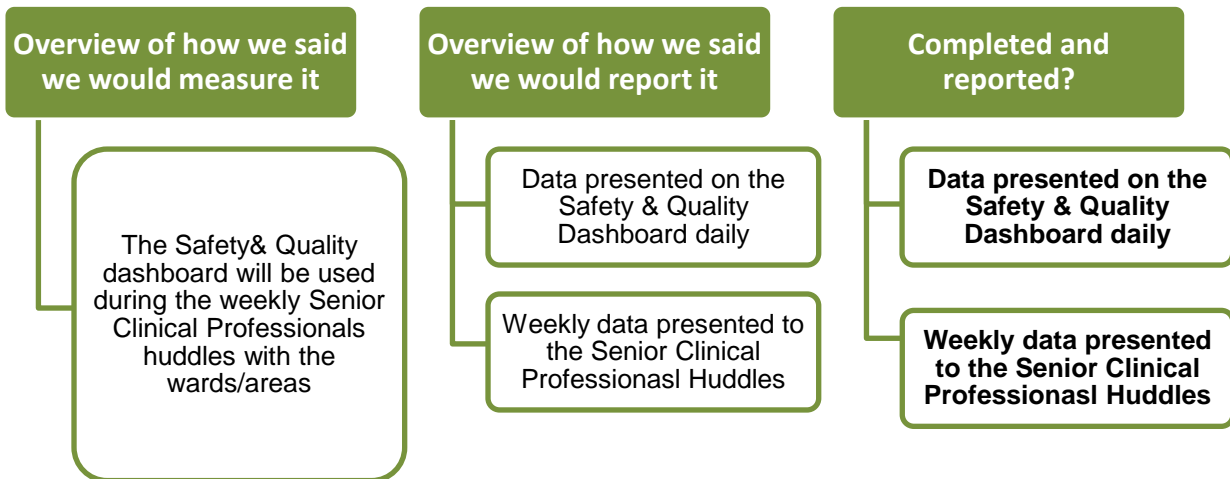 Overview of how we said
we would measure it
The Safety& Quality
dashboard will be used
during the weekly Senior
Clinical Professionals
huddles with the
wards/areas
Overview of how we said
we would report it
Data presented on the
Safety & Quality
Dashboard daily
Weekly data presented to
the Senior Clinical
Professionasl Huddles
Completed and
reported?
Data presented on the
Safety & Quality
Dashboard daily
Weekly data presented
to the Senior Clinical
Professionasl Huddles